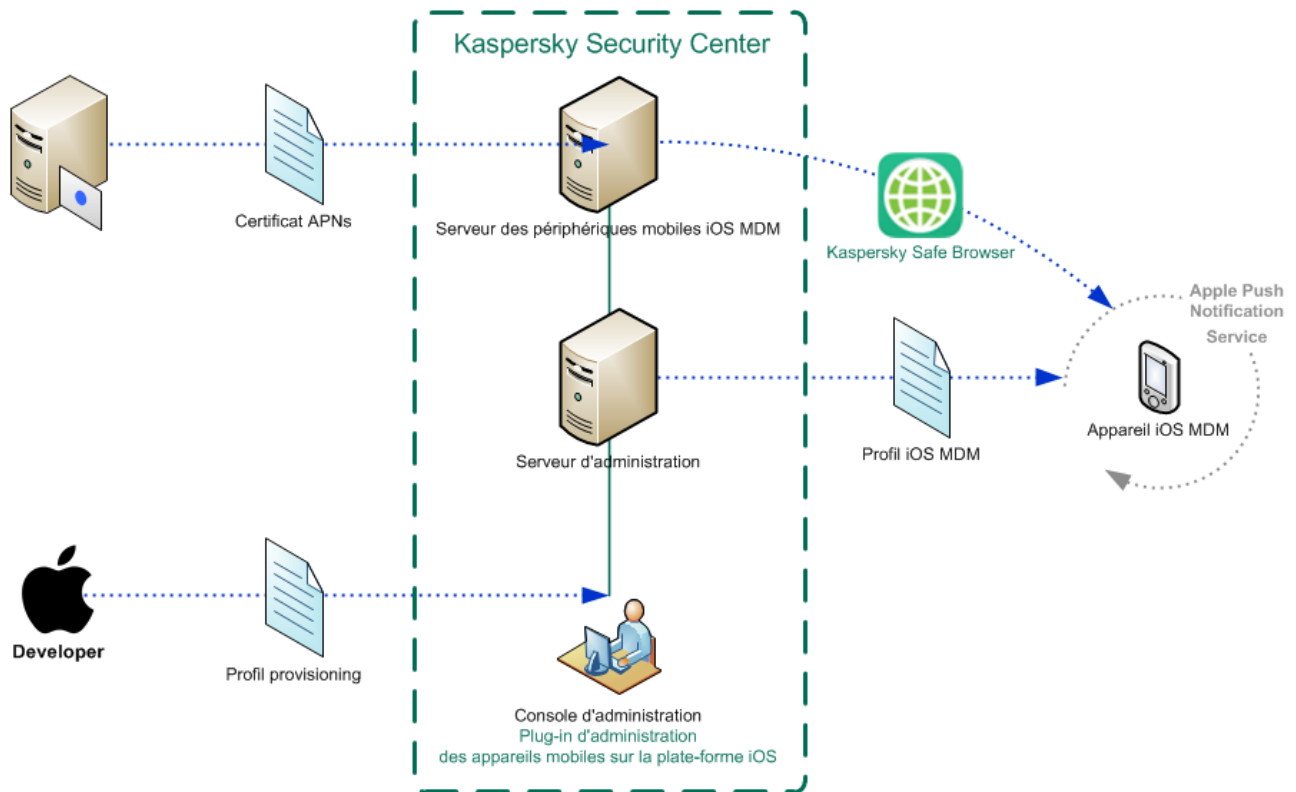 Kaspersky Security Center
Certificat APNs
Serveur des périphériques mobiles iOS MDM
Kaspersky Safe Browser
Apple Push
Notification
Service
Serveur d'administration
Profil iOS MDM
Appareil iOS MDM
Developer
Profil provisioning
Console d'administration
Plug-in d'administration
des appareils mobiles sur la plate-forme iOS